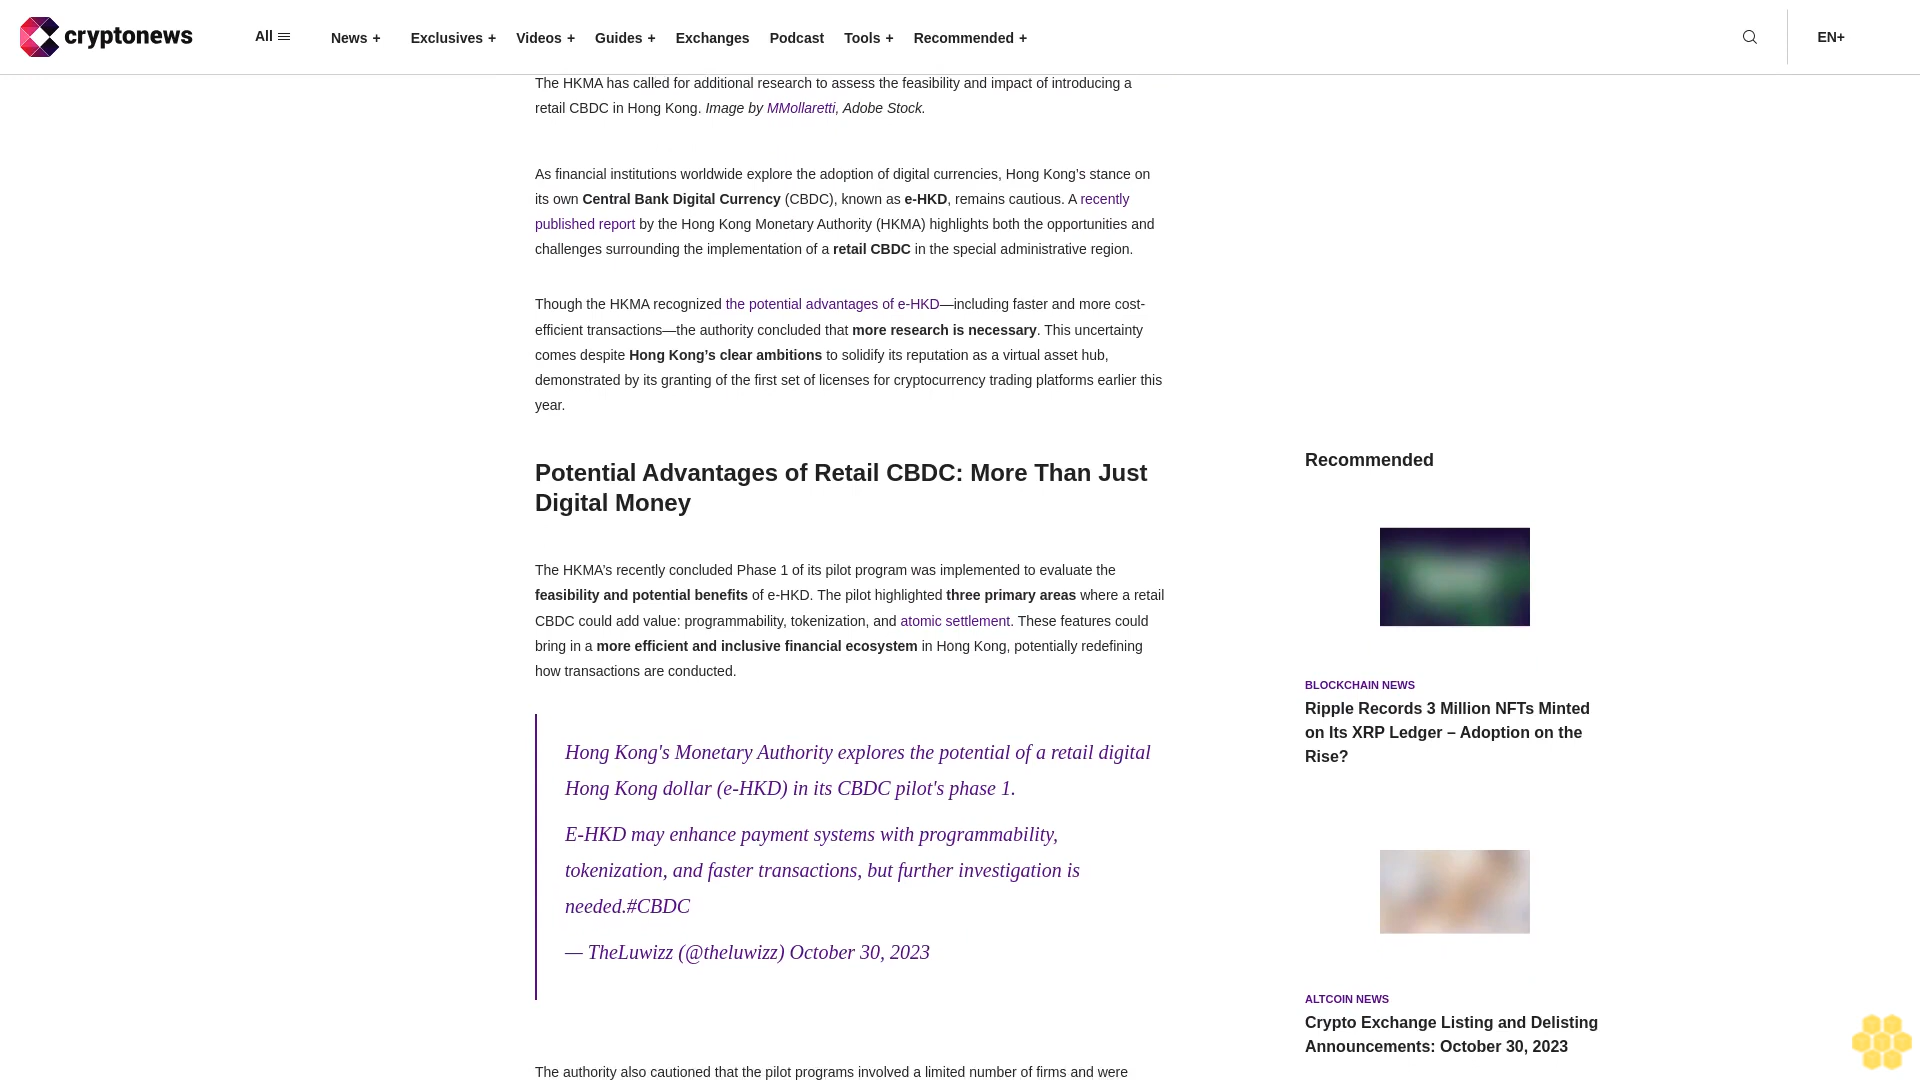 cryptonews
All
News +
Exclusives +
Videos +
Guides +
Exchanges
Podcast
Tools +
Recommended +
EN+
The HKMA has called for additional research to assess the feasibility and impact of introducing a
retail CBDC in Hong Kong. Image by MMollaretti, Adobe Stock.
As financial institutions worldwide explore the adoption of digital currencies, Hong Kong’s stance on
its own Central Bank Digital Currency (CBDC), known as e-HKD, remains cautious. A recently
published report by the Hong Kong Monetary Authority (HKMA) highlights both the opportunities and
challenges surrounding the implementation of a retail CBDC in the special administrative region.
Though the HKMA recognized the potential advantages of e-HKD—including faster and more cost-
efficient transactions—the authority concluded that more research is necessary. This uncertainty
comes despite Hong Kong’s clear ambitions to solidify its reputation as a virtual asset hub,
demonstrated by its granting of the first set of licenses for cryptocurrency trading platforms earlier this
year.
Potential Advantages of Retail CBDC: More Than Just
Digital Money
The HKMA’s recently concluded Phase 1 of its pilot program was implemented to evaluate the
feasibility and potential benefits of e-HKD. The pilot highlighted three primary areas where a retail
CBDC could add value: programmability, tokenization, and atomic settlement. These features could
bring in a more efficient and inclusive financial ecosystem in Hong Kong, potentially redefining
how transactions are conducted.
Hong Kong's Monetary Authority explores the potential of a retail digital
Hong Kong dollar (e-HKD) in its CBDC pilot's phase 1.
E-HKD may enhance payment systems with programmability,
tokenization, and faster transactions, but further investigation is
needed.#CBDC
— TheLuwizz (@theluwizz) October 30, 2023
The authority also cautioned that the pilot programs involved a limited number of firms and were
Recommended
BLOCKCHAIN NEWS
Ripple Records 3 Million NFTs Minted
on Its XRP Ledger – Adoption on the
Rise?
ALTCOIN NEWS
Crypto Exchange Listing and Delisting
Announcements: October 30, 2023